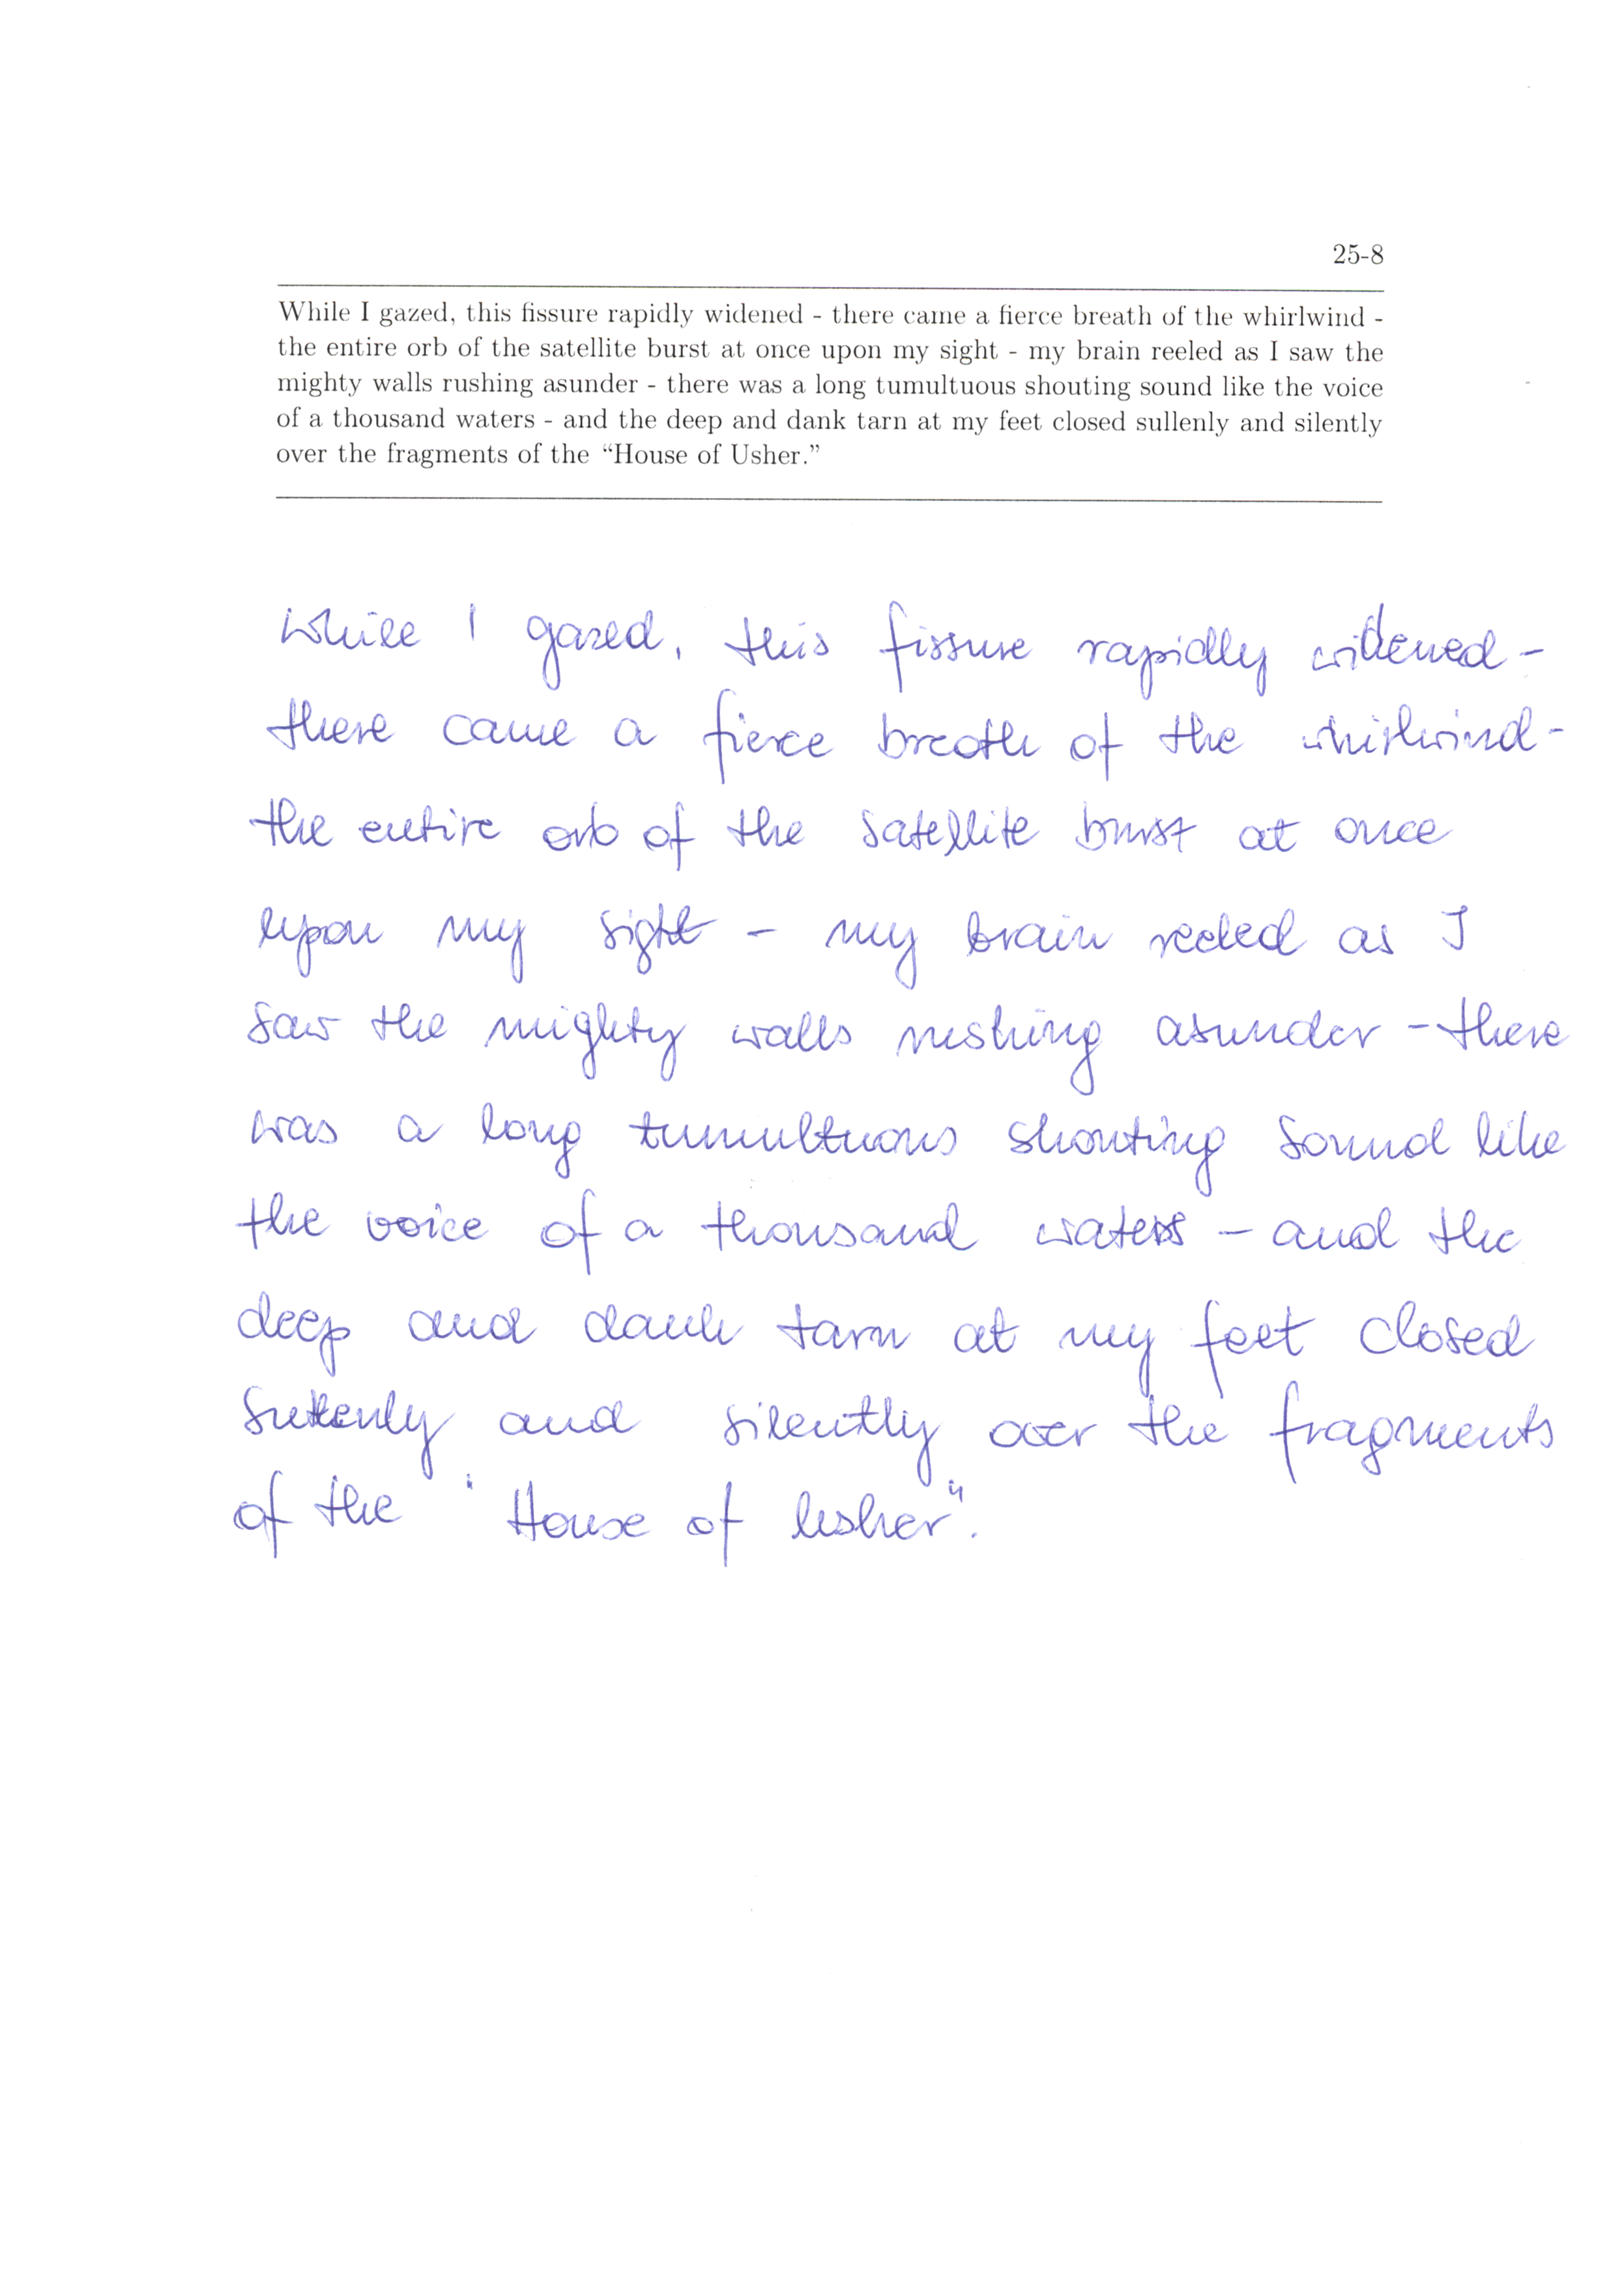 25-8
While I gazed, this fissure rapidly widened - there came a fierce breath of the whirlwind -
the entire orb of the satellite burst at once upon my sight - my brain reeled as I saw the
mighty walls rushing asunder - there was a long tumultuous shouting sound like the voice
of a thousand waters - and the deep and dank tarn at my feet closed sullenly and silently
over the fragments of the “House of Usher.”
While I gazed, this fissure rapidly widened -
there came a fierce breath of the whirlwind -
the entire orb of the satellite burst at once
upon my sight - my brain reeled as I
saw the mighty walls rushing asunder - there
was a long tumultuous shouting sound like
the voice of a thousand waters - and the
deep and dank tarn at my feet closed
sullenly and silently over the fragments
of the "House of Usher".